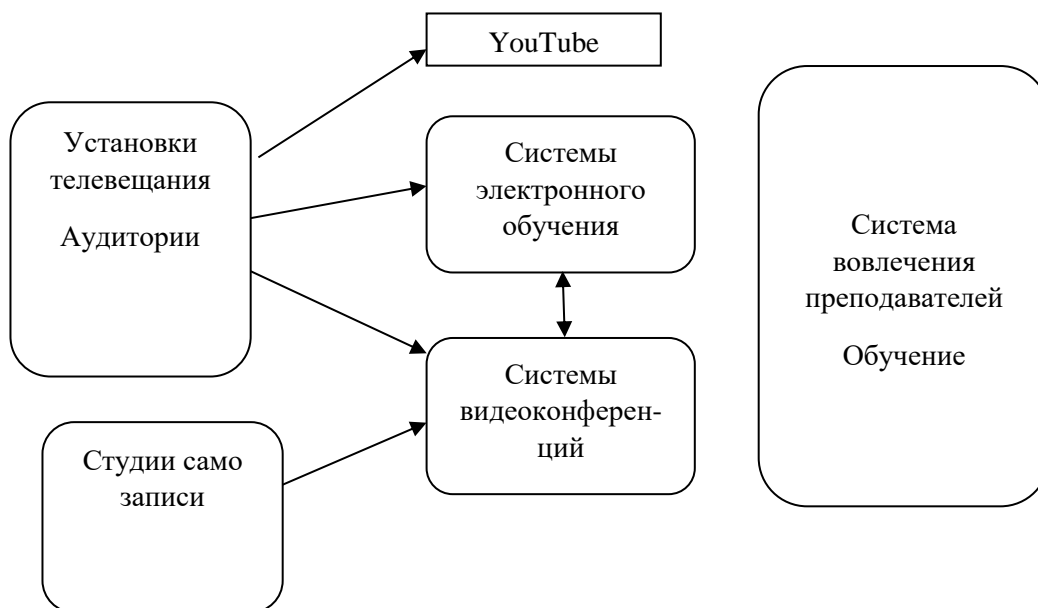 YouTube
Установки
телевещания
Аудитории
Системы
электронного
обучения
Система
вовлечения
преподавателей
Обучение
Системы
видеоконферен-
ций
Студии само
записи